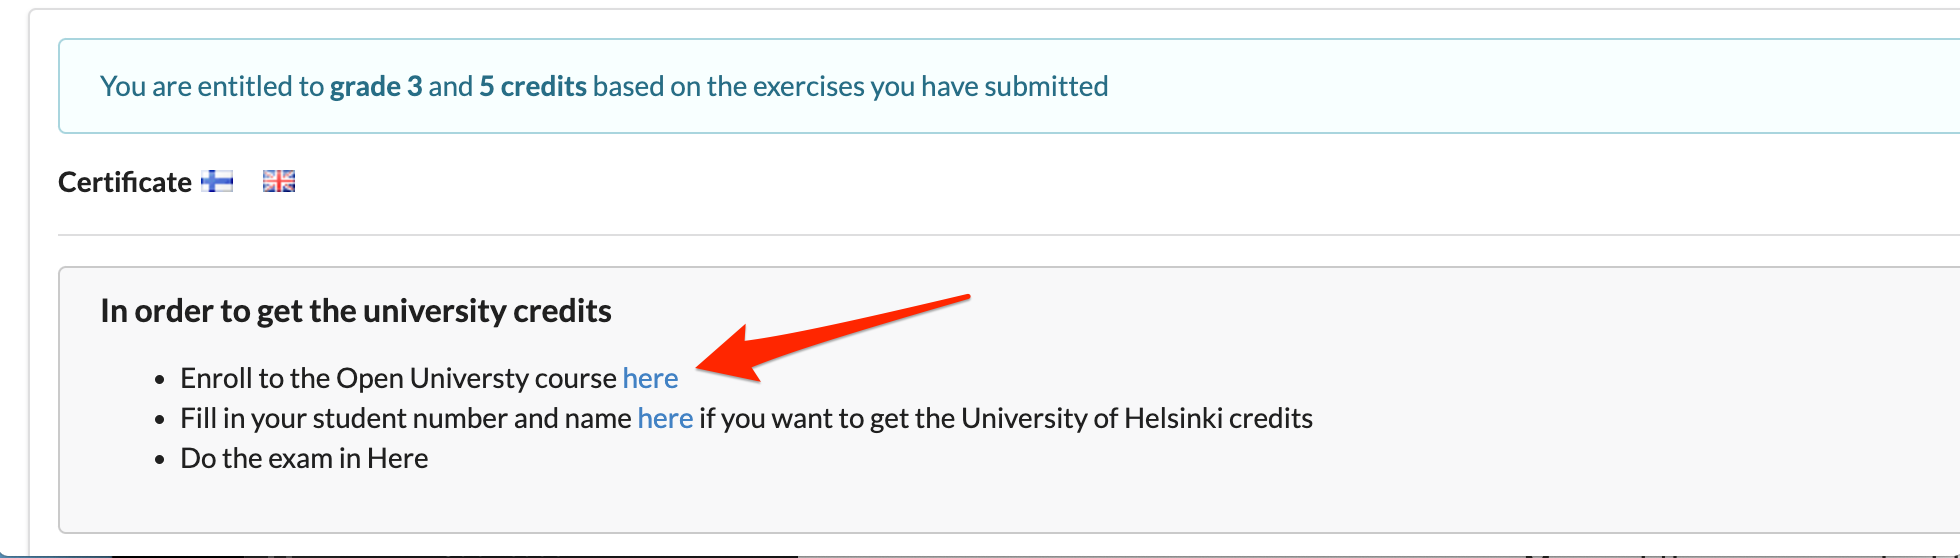 You are entitled to grade 3 and 5 credits based on the exercises you have submitted
Certificate
In order to get the university credits
Enroll to the Open Universty course here
Fill in your student number and name here if you want to get the University of Helsinki credits
Do the exam in Here